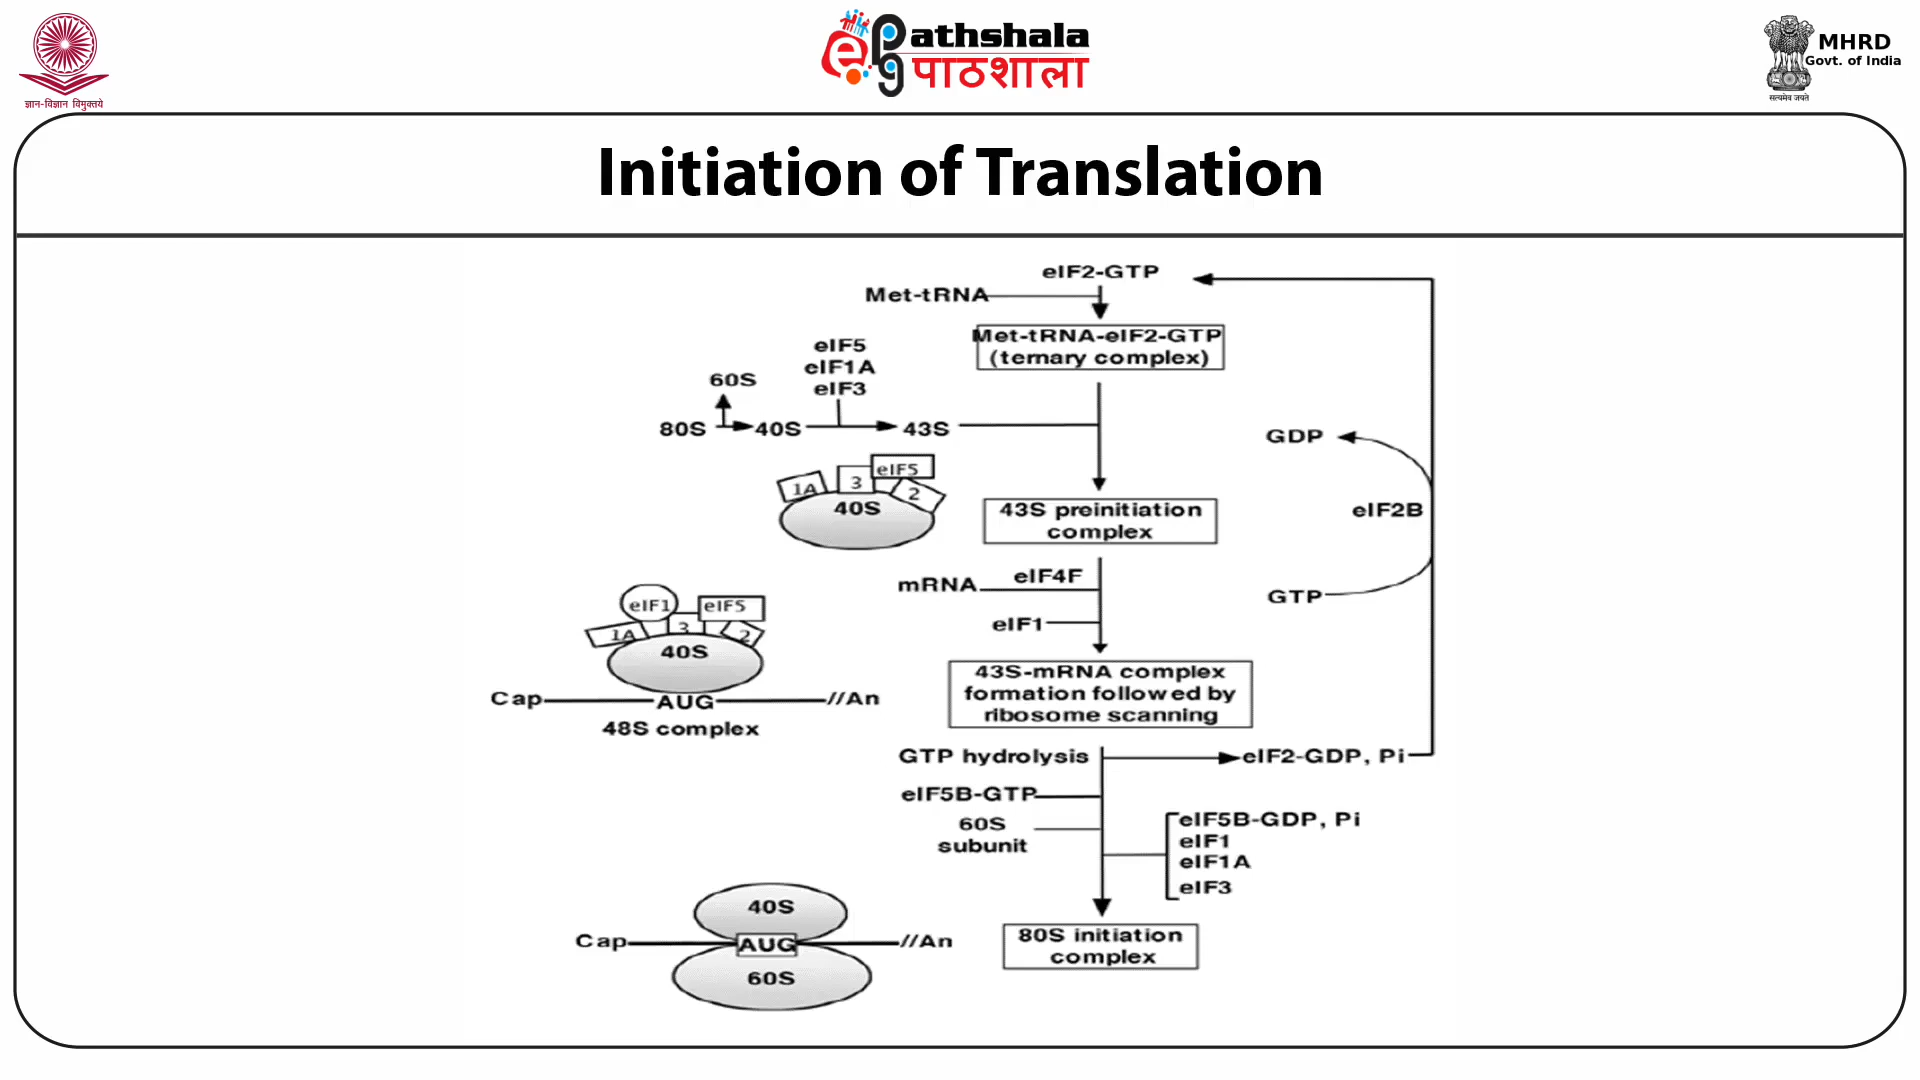 ज्ञान-विज्ञान विमुक्तये
e Pathshala
पाठशाला
MHRD
Govt. of India
सत्यमेव जयते
Initiation of Translation
eIF2-GTP
Met-tRNA
Met-tRNA-eIF2-GTP
(ternary complex)
eIF5
eIF1A
eIF3
60S
80S
40S
43S
GDP
1A
3
eIF5
2
40S
43S preinitiation
complex
eIF2B
mRNA
eIF4F
GTP
eIF1
eIF1
eIF5
1A
3
2
40S
43S-mRNA complex
formation followed by
ribosome scanning
Cap
AUG
//An
48S complex
GTP hydrolysis
eIF2-GDP, Pi
eIF5B-GTP
60S
subunit
eIF5B-GDP, Pi
eIF1
eIF1A
eIF3
40S
Cap
AUG
//An
60S
80S initiation
complex